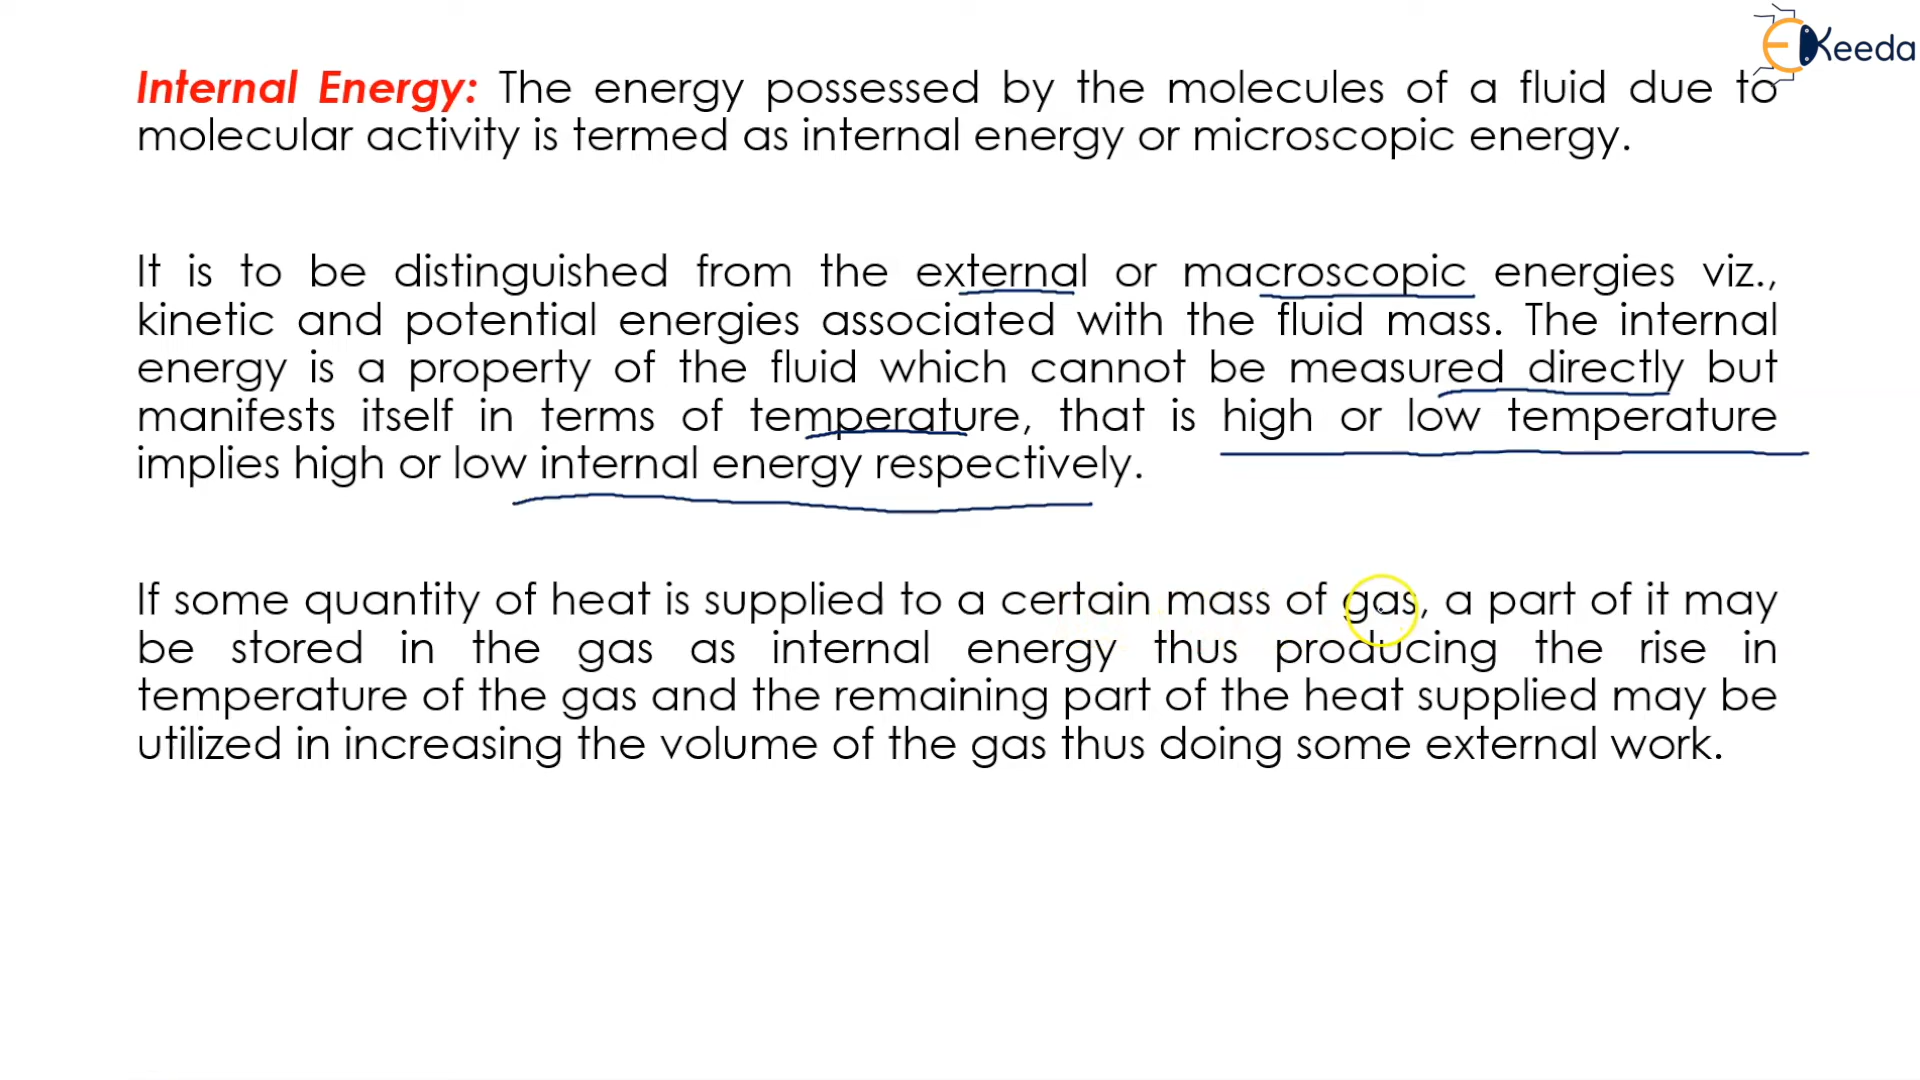 EKeeda
Internal Energy: The energy possessed by the molecules of a fluid due to
molecular activity is termed as internal energy or microscopic energy.
It is to be distinguished from the external or macroscopic energies viz.,
kinetic and potential energies associated with the fluid mass. The internal
energy is a property of the fluid which cannot be measured directly but
manifests itself in terms of temperature, that is high or low temperature
implies high or low internal energy respectively.
If some quantity of heat is supplied to a certain mass of gas, a part of it may
be stored in the gas as internal energy thus producing the rise in
temperature of the gas and the remaining part of the heat supplied may be
utilized in increasing the volume of the gas thus doing some external work.